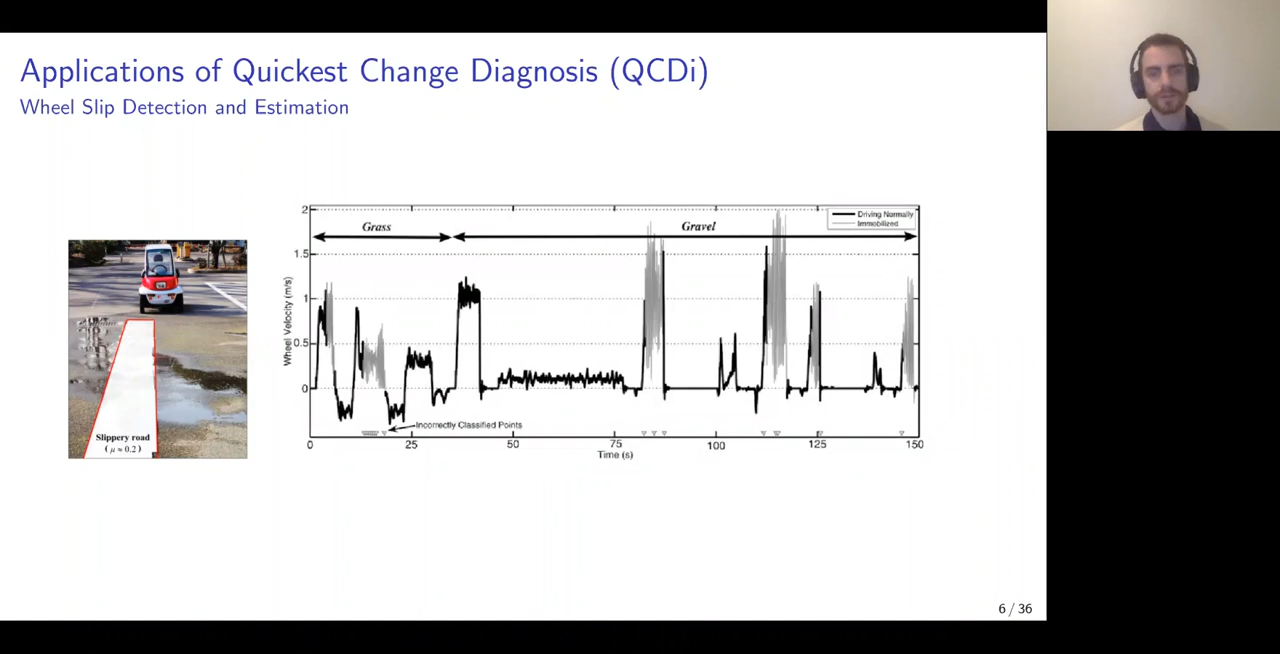 Applications of Quickest Change Diagnosis (QCDi)
Wheel Slip Detection and Estimation
Slippery road
( μ ≈ 0.2 )
Grass
Gravel
Driving Normally
Immobilized
2
1.5
1
0.5
0
Wheel Velocity (m/s)
Incorrectly Classified Points
0 25 50 75 100 125 150
Time (s)
6 / 36